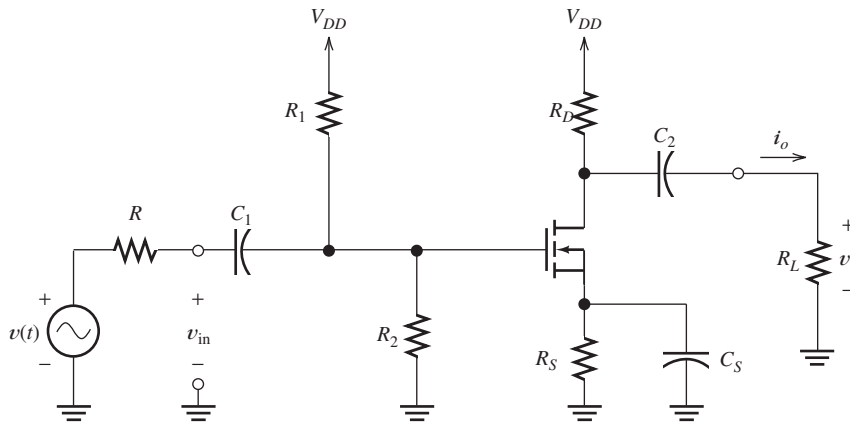 V_DD
V_DD
R_1
R_D
C_2
i_o
R
C_1
+
v(t)
−
+
v_in
−
R_2
R_S
C_S
R_L
+
v
−